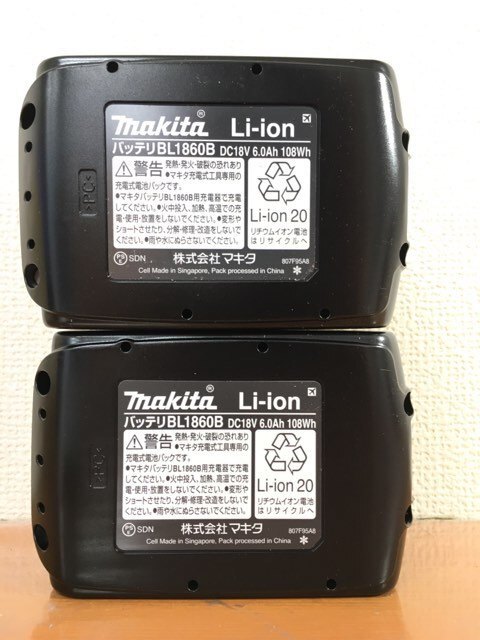 >PC<
makita® Li-ion
バッテリBL1860B DC18V 6.0Ah 108Wh
警告 発熱・発火・破裂の恐れあり
●マキタ充電式工具専用の
充電式電池パックです。
●マキタバッテリBL1860B用充電器で充電
してください。●火中投入、加熱、高温での充
電・使用・放置をしないでください。●変形や
ショートさせたり、分解・修理・改造をしないで
ください。●雨や水にぬらさないでください。
Li-ion 20
リチウムイオン電池
はリサイクルへ
PS
E SDN 株式会社マキタ 807F95A8
Cell Made in Singapore, Pack processed in China *
>PC<
makita® Li-ion
バッテリBL1860B DC18V 6.0Ah 108Wh
警告 発熱・発火・破裂の恐れあり
●マキタ充電式工具専用の
充電式電池パックです。
●マキタバッテリBL1860B用充電器で充電
してください。●火中投入、加熱、高温での充
電・使用・放置をしないでください。●変形や
ショートさせたり、分解・修理・改造をしないで
ください。●雨や水にぬらさないでください。
Li-ion 20
リチウムイオン電池
はリサイクルへ
PS
E SDN 株式会社マキタ 807F95A8
Cell Made in Singapore, Pack processed in China *